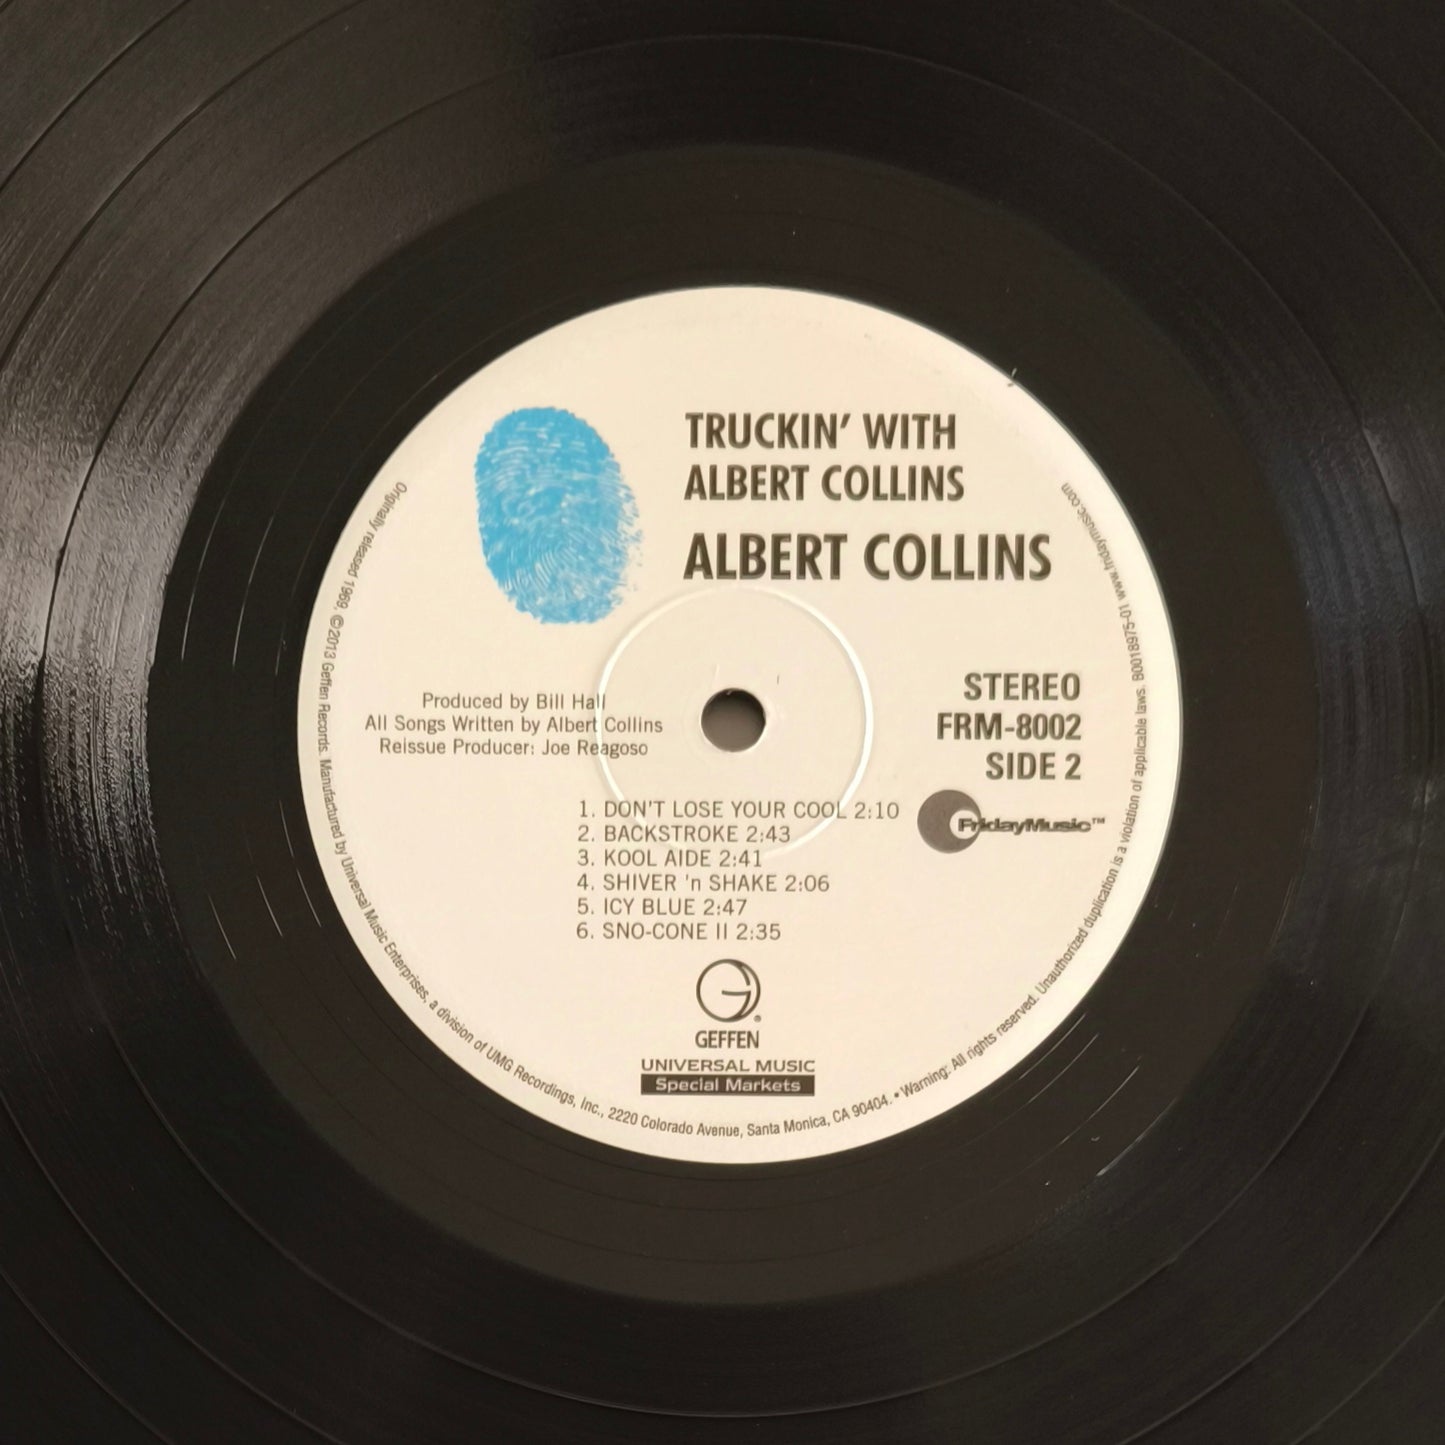 TRUCKIN' WITH
ALBERT COLLINS
ALBERT COLLINS
Produced by Bill Hall
All Songs Written by Albert Collins
Reissue Producer: Joe Reagoso
STEREO
FRM-8002
SIDE 2
FridayMusic™
1. DON'T LOSE YOUR COOL 2:10
2. BACKSTROKE 2:43
3. KOOL AIDE 2:41
4. SHIVER 'n SHAKE 2:06
5. ICY BLUE 2:47
6. SNO-CONE II 2:35
GEFFEN
UNIVERSAL MUSIC
Special Markets
Originally released 1969. ©2013 Geffen Records. Manufactured by Universal Music Enterprises, a division of UMG Recordings, Inc., 2220 Colorado Avenue, Santa Monica, CA 90404. • Warning: All rights reserved. Unauthorized duplication is a violation of applicable laws. B0018975-01 www.fridaymusic.com